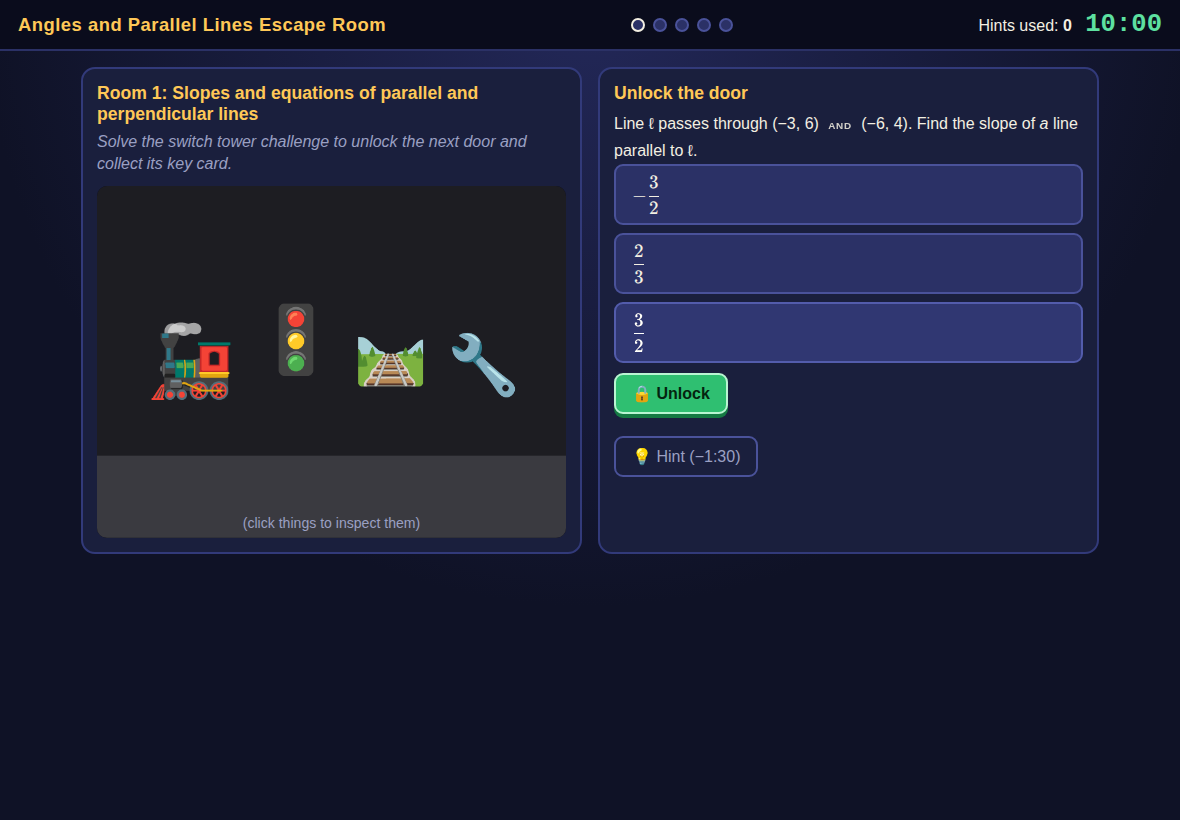 Angles and Parallel Lines Escape Room
Hints used: 0 10:00
Room 1: Slopes and equations of parallel and
perpendicular lines
Solve the switch tower challenge to unlock the next door and
collect its key card.
(click things to inspect them)
Unlock the door
Line ℓ passes through (−3, 6) AND (−6, 4). Find the slope of a line
parallel to ℓ.
−3/2
2/3
3/2
🔒 Unlock
💡 Hint (−1:30)